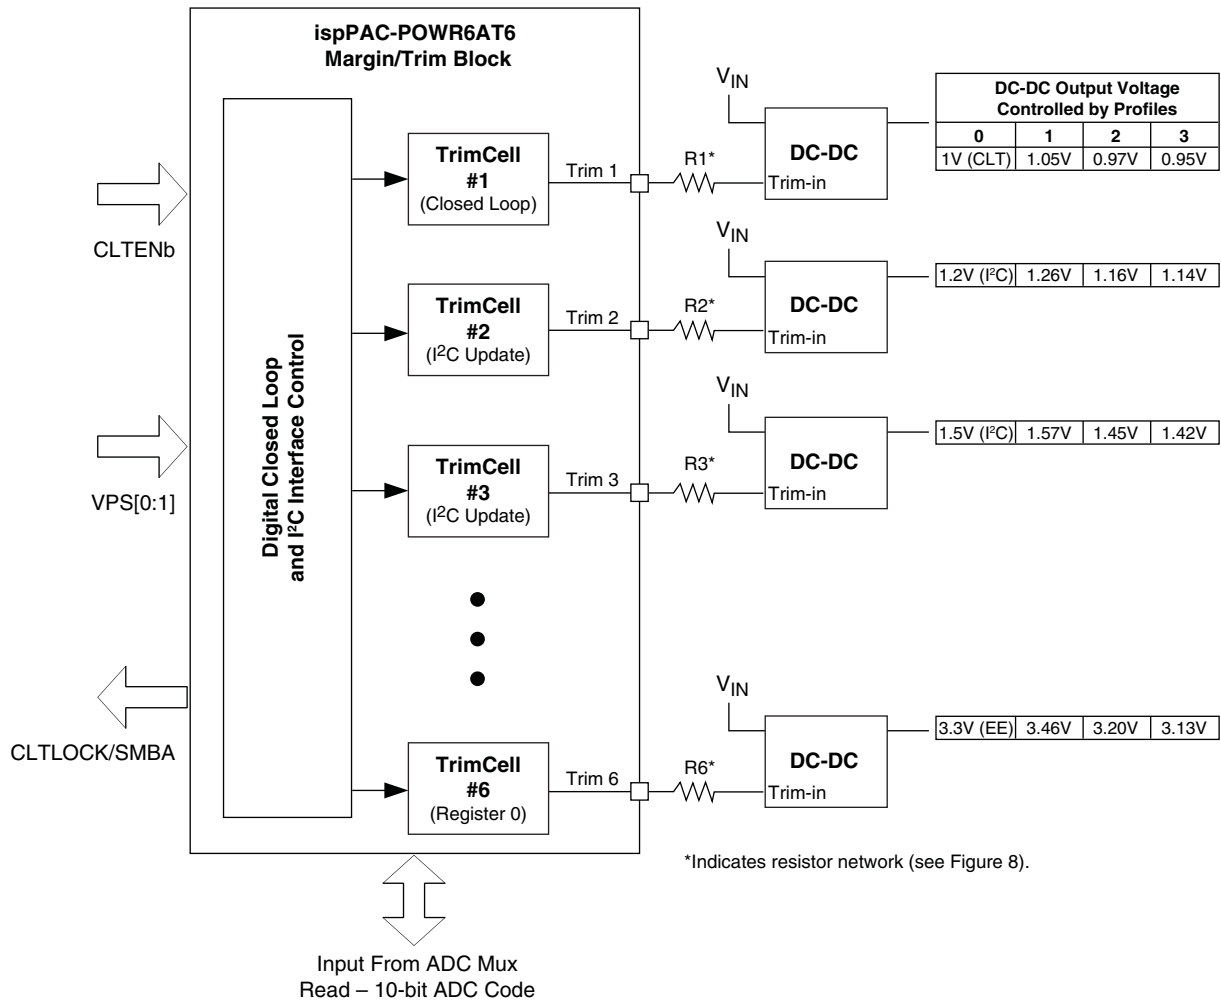 ispPAC-POWR6AT6
Margin/Trim Block
CLTENb
VPS[0:1]
CLTLOCK/SMBA
Digital Closed Loop
and I²C Interface Control
TrimCell
#1
(Closed Loop)
Trim 1
R1*
VIN
DC-DC
Trim-in
DC-DC Output Voltage
Controlled by Profiles
0 1 2 3
1V (CLT) 1.05V 0.97V 0.95V
TrimCell
#2
(I²C Update)
Trim 2
R2*
VIN
DC-DC
Trim-in
1.2V (I²C) 1.26V 1.16V 1.14V
TrimCell
#3
(I²C Update)
Trim 3
R3*
VIN
DC-DC
Trim-in
1.5V (I²C) 1.57V 1.45V 1.42V
TrimCell
#6
(Register 0)
Trim 6
R6*
VIN
DC-DC
Trim-in
3.3V (EE) 3.46V 3.20V 3.13V
*Indicates resistor network (see Figure 8).
Input From ADC Mux
Read – 10-bit ADC Code